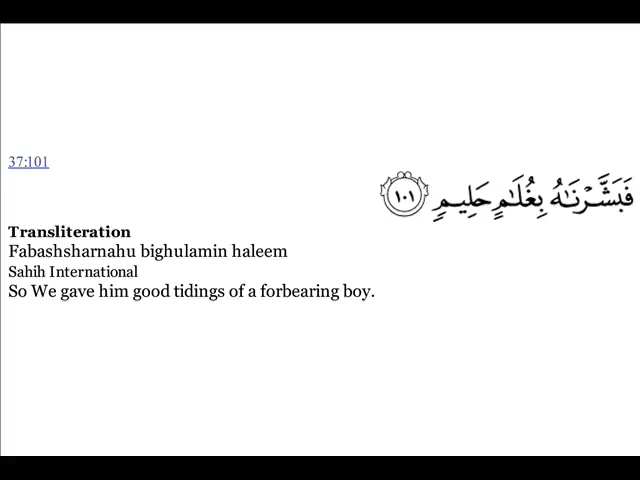 37:101
فَبَشَّرْنَـٰهُ بِغُلَـٰمٍ حَلِيمٍ ١٠١
Transliteration
Fabashsharnahu bighulamin haleem
Sahih International
So We gave him good tidings of a forbearing boy.